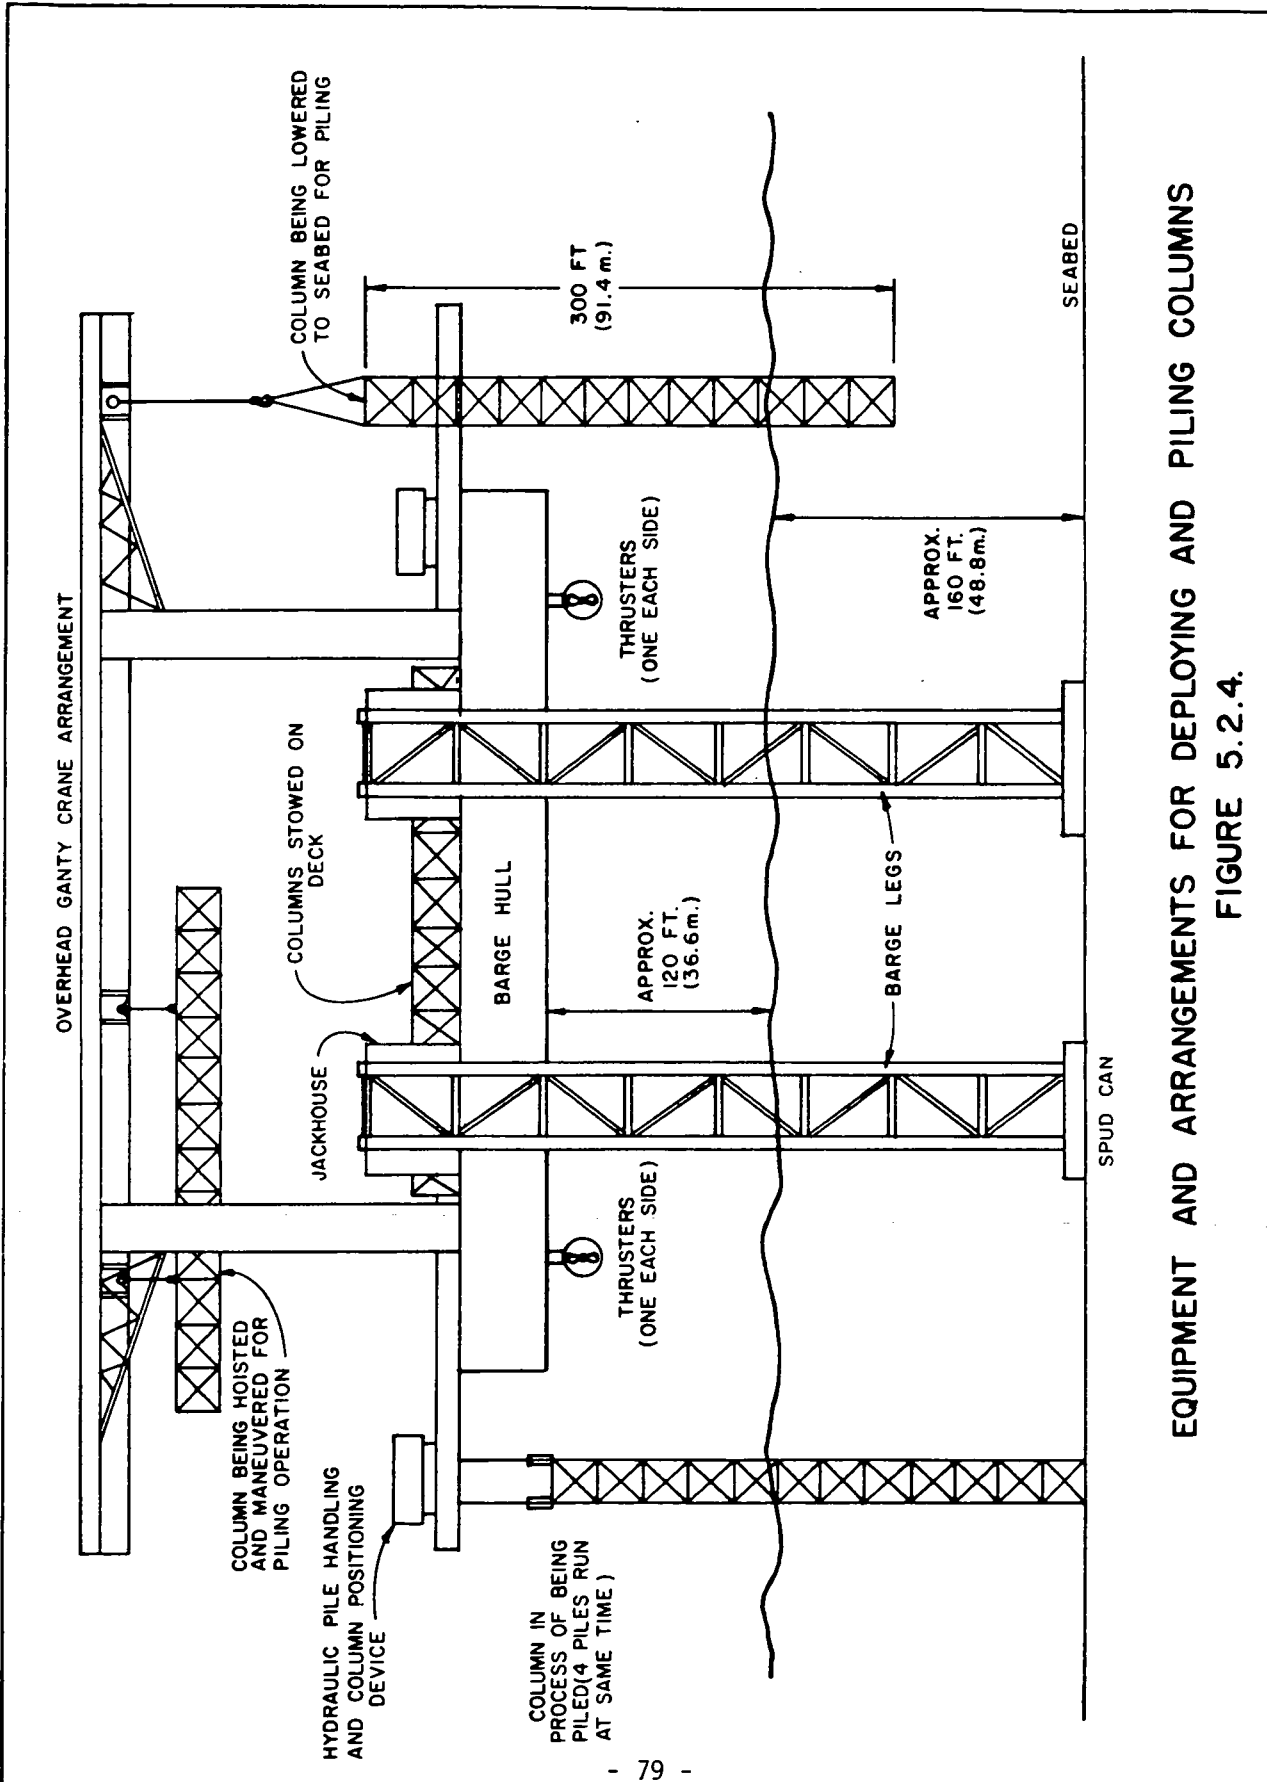 OVERHEAD GANTY CRANE ARRANGEMENT
COLUMN BEING HOISTED
AND MANEUVERED FOR
PILING OPERATION
HYDRAULIC PILE HANDLING
AND COLUMN POSITIONING
DEVICE
JACKHOUSE
COLUMNS STOWED ON
DECK
COLUMN BEING LOWERED
TO SEABED FOR PILING
BARGE HULL
300 FT
(91.4 m.)
COLUMN IN
PROCESS OF BEING
PILED(4 PILES RUN
AT SAME TIME)
THRUSTERS
(ONE EACH SIDE)
APPROX.
120 FT.
(36.6m.)
THRUSTERS
(ONE EACH SIDE)
BARGE LEGS
APPROX.
160 FT.
(48.8m.)
SPUD CAN
SEABED
EQUIPMENT AND ARRANGEMENTS FOR DEPLOYING AND PILING COLUMNS
FIGURE 5.2.4.
- 79 -